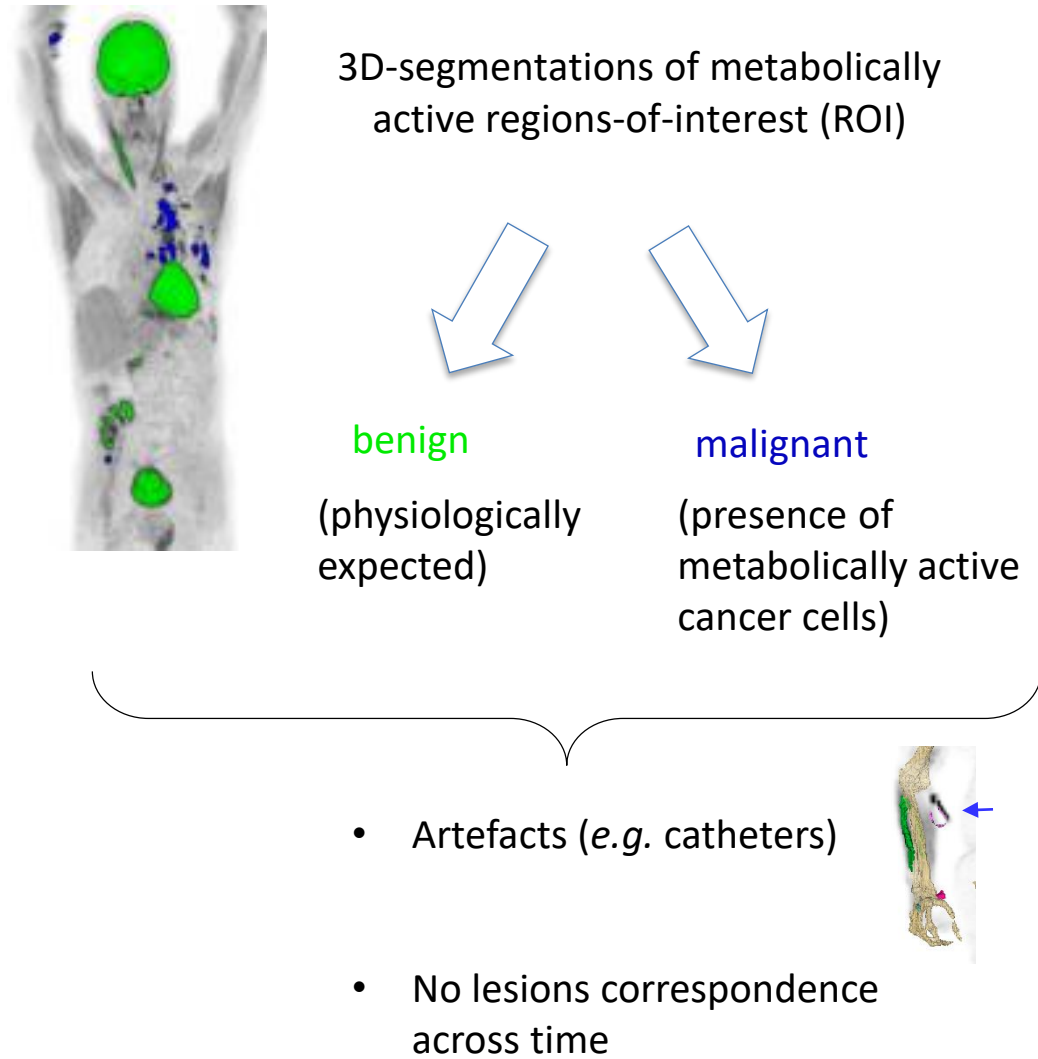 3D-segmentations of metabolically
active regions-of-interest (ROI)
benign
(physiologically
expected)
malignant
(presence of
metabolically active
cancer cells)
• Artefacts (e.g. catheters)
• No lesions correspondence
across time